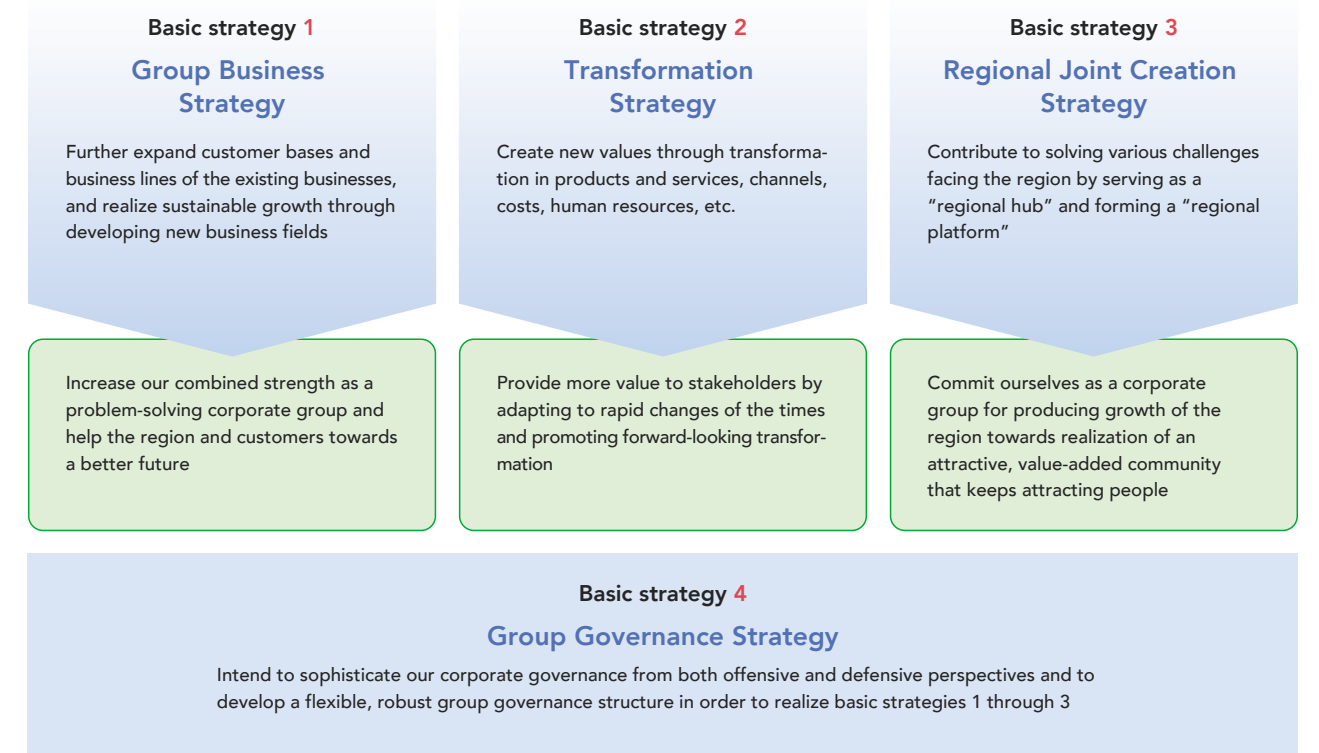 Basic strategy 1
Group Business
Strategy
Further expand customer bases and
business lines of the existing businesses,
and realize sustainable growth through
developing new business fields
Increase our combined strength as a
problem-solving corporate group and
help the region and customers towards
a better future
Basic strategy 2
Transformation
Strategy
Create new values through transforma-
tion in products and services, channels,
costs, human resources, etc.
Provide more value to stakeholders by
adapting to rapid changes of the times
and promoting forward-looking transfor-
mation
Basic strategy 3
Regional Joint Creation
Strategy
Contribute to solving various challenges
facing the region by serving as a
“regional hub” and forming a “regional
platform”
Commit ourselves as a corporate
group for producing growth of the
region towards realization of an
attractive, value-added community
that keeps attracting people
Basic strategy 4
Group Governance Strategy
Intend to sophisticate our corporate governance from both offensive and defensive perspectives and to
develop a flexible, robust group governance structure in order to realize basic strategies 1 through 3